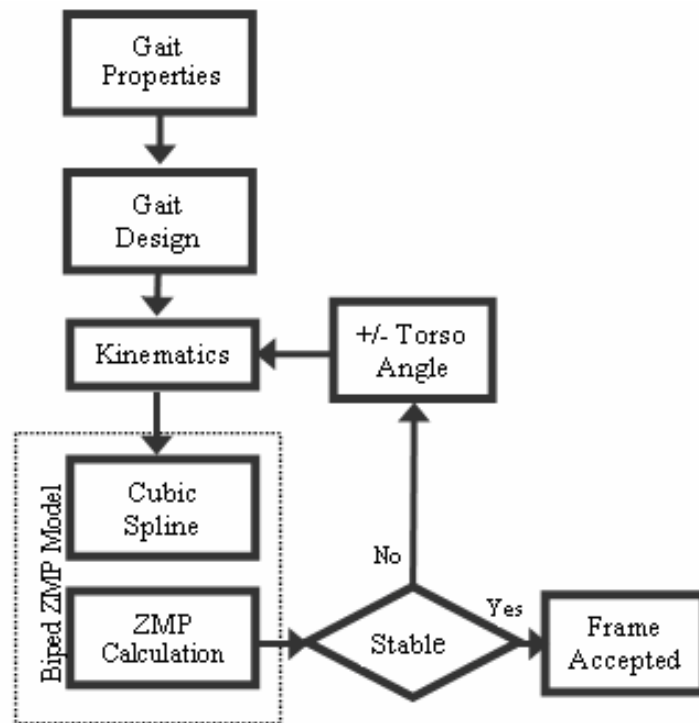 Gait
Properties
Gait
Design
Kinematics
+/- Torso
Angle
Biped ZMP Model
Cubic
Spline
No
ZMP
Calculation
Stable
Yes
Frame
Accepted